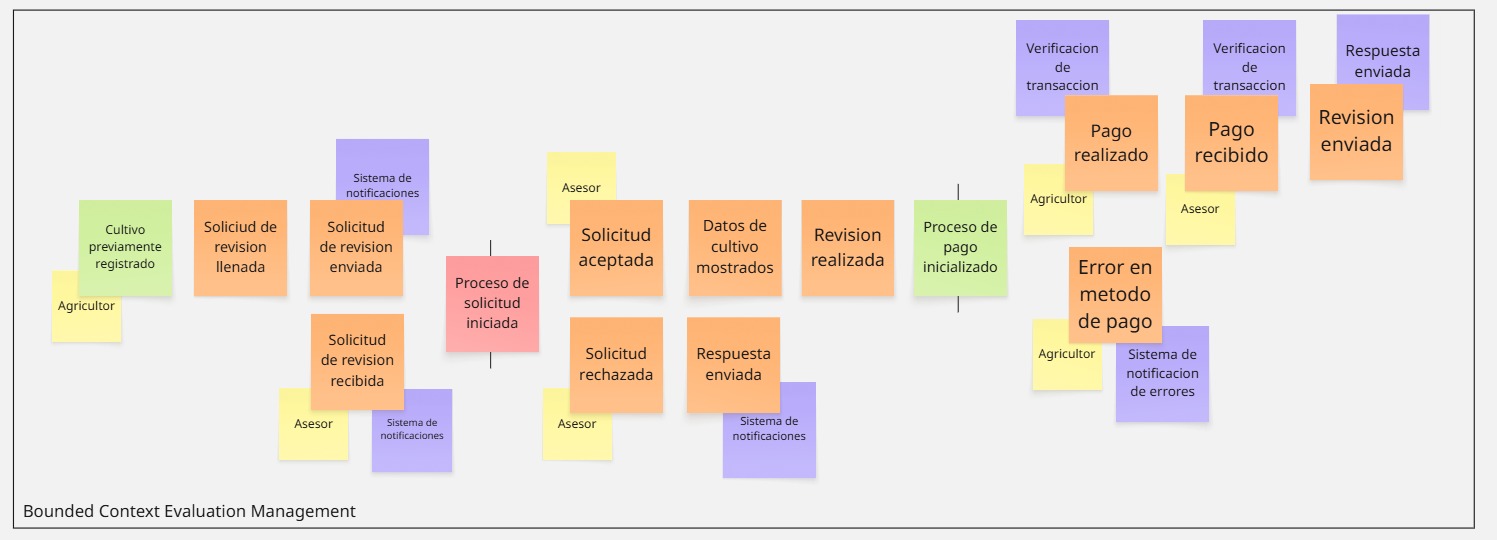 Cultivo
previamente
registrado
Agricultor
Soliciud de
revision
llenada
Sistema de
notificaciones
Solicitud
de revision
enviada
Solicitud
de revision
recibida
Asesor
Sistema de
notificaciones
Proceso de
solicitud
iniciada
Asesor
Solicitud
aceptada
Datos de
cultivo
mostrados
Revision
realizada
Solicitud
rechazada
Asesor
Respuesta
enviada
Sistema de
notificaciones
Proceso de
pago
inicializado
Verificacion
de
transaccion
Pago
realizado
Agricultor
Verificacion
de
transaccion
Pago
recibido
Asesor
Respuesta
enviada
Revision
enviada
Error en
metodo
de pago
Agricultor
Sistema de
notificacion
de errores
Bounded Context Evaluation Management